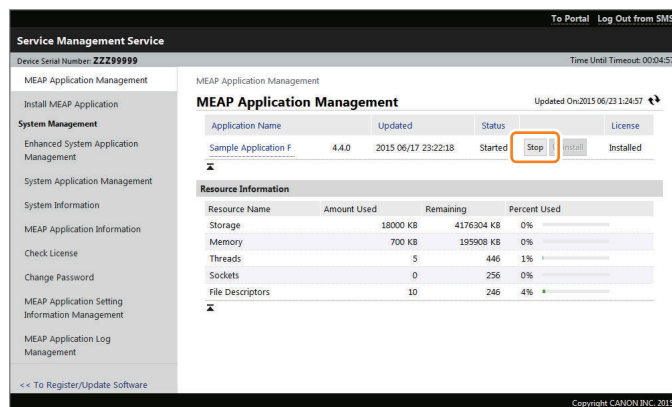 To Portal Log Out from SMS
Service Management Service
Device Serial Number: ZZZ99999 Time Until Timeout: 00:04:57
MEAP Application Management
Install MEAP Application
System Management
Enhanced System Application
Management
System Application Management
System Information
MEAP Application Information
Check License
Change Password
MEAP Application Setting
Information Management
MEAP Application Log
Management
<< To Register/Update Software
MEAP Application Management
MEAP Application Management Updated On:2015 06/23 1:24:57
Application Name Updated Status License
Sample Application F 4.4.0 2015 06/17 23:22:18 Started Stop Uninstall Installed
Resource Information
Resource Name Amount Used Remaining Percent Used
Storage 18000 KB 4176304 KB 0%
Memory 700 KB 195908 KB 0%
Threads 5 446 1%
Sockets 0 256 0%
File Descriptors 10 246 4%
Copyright CANON INC. 2015